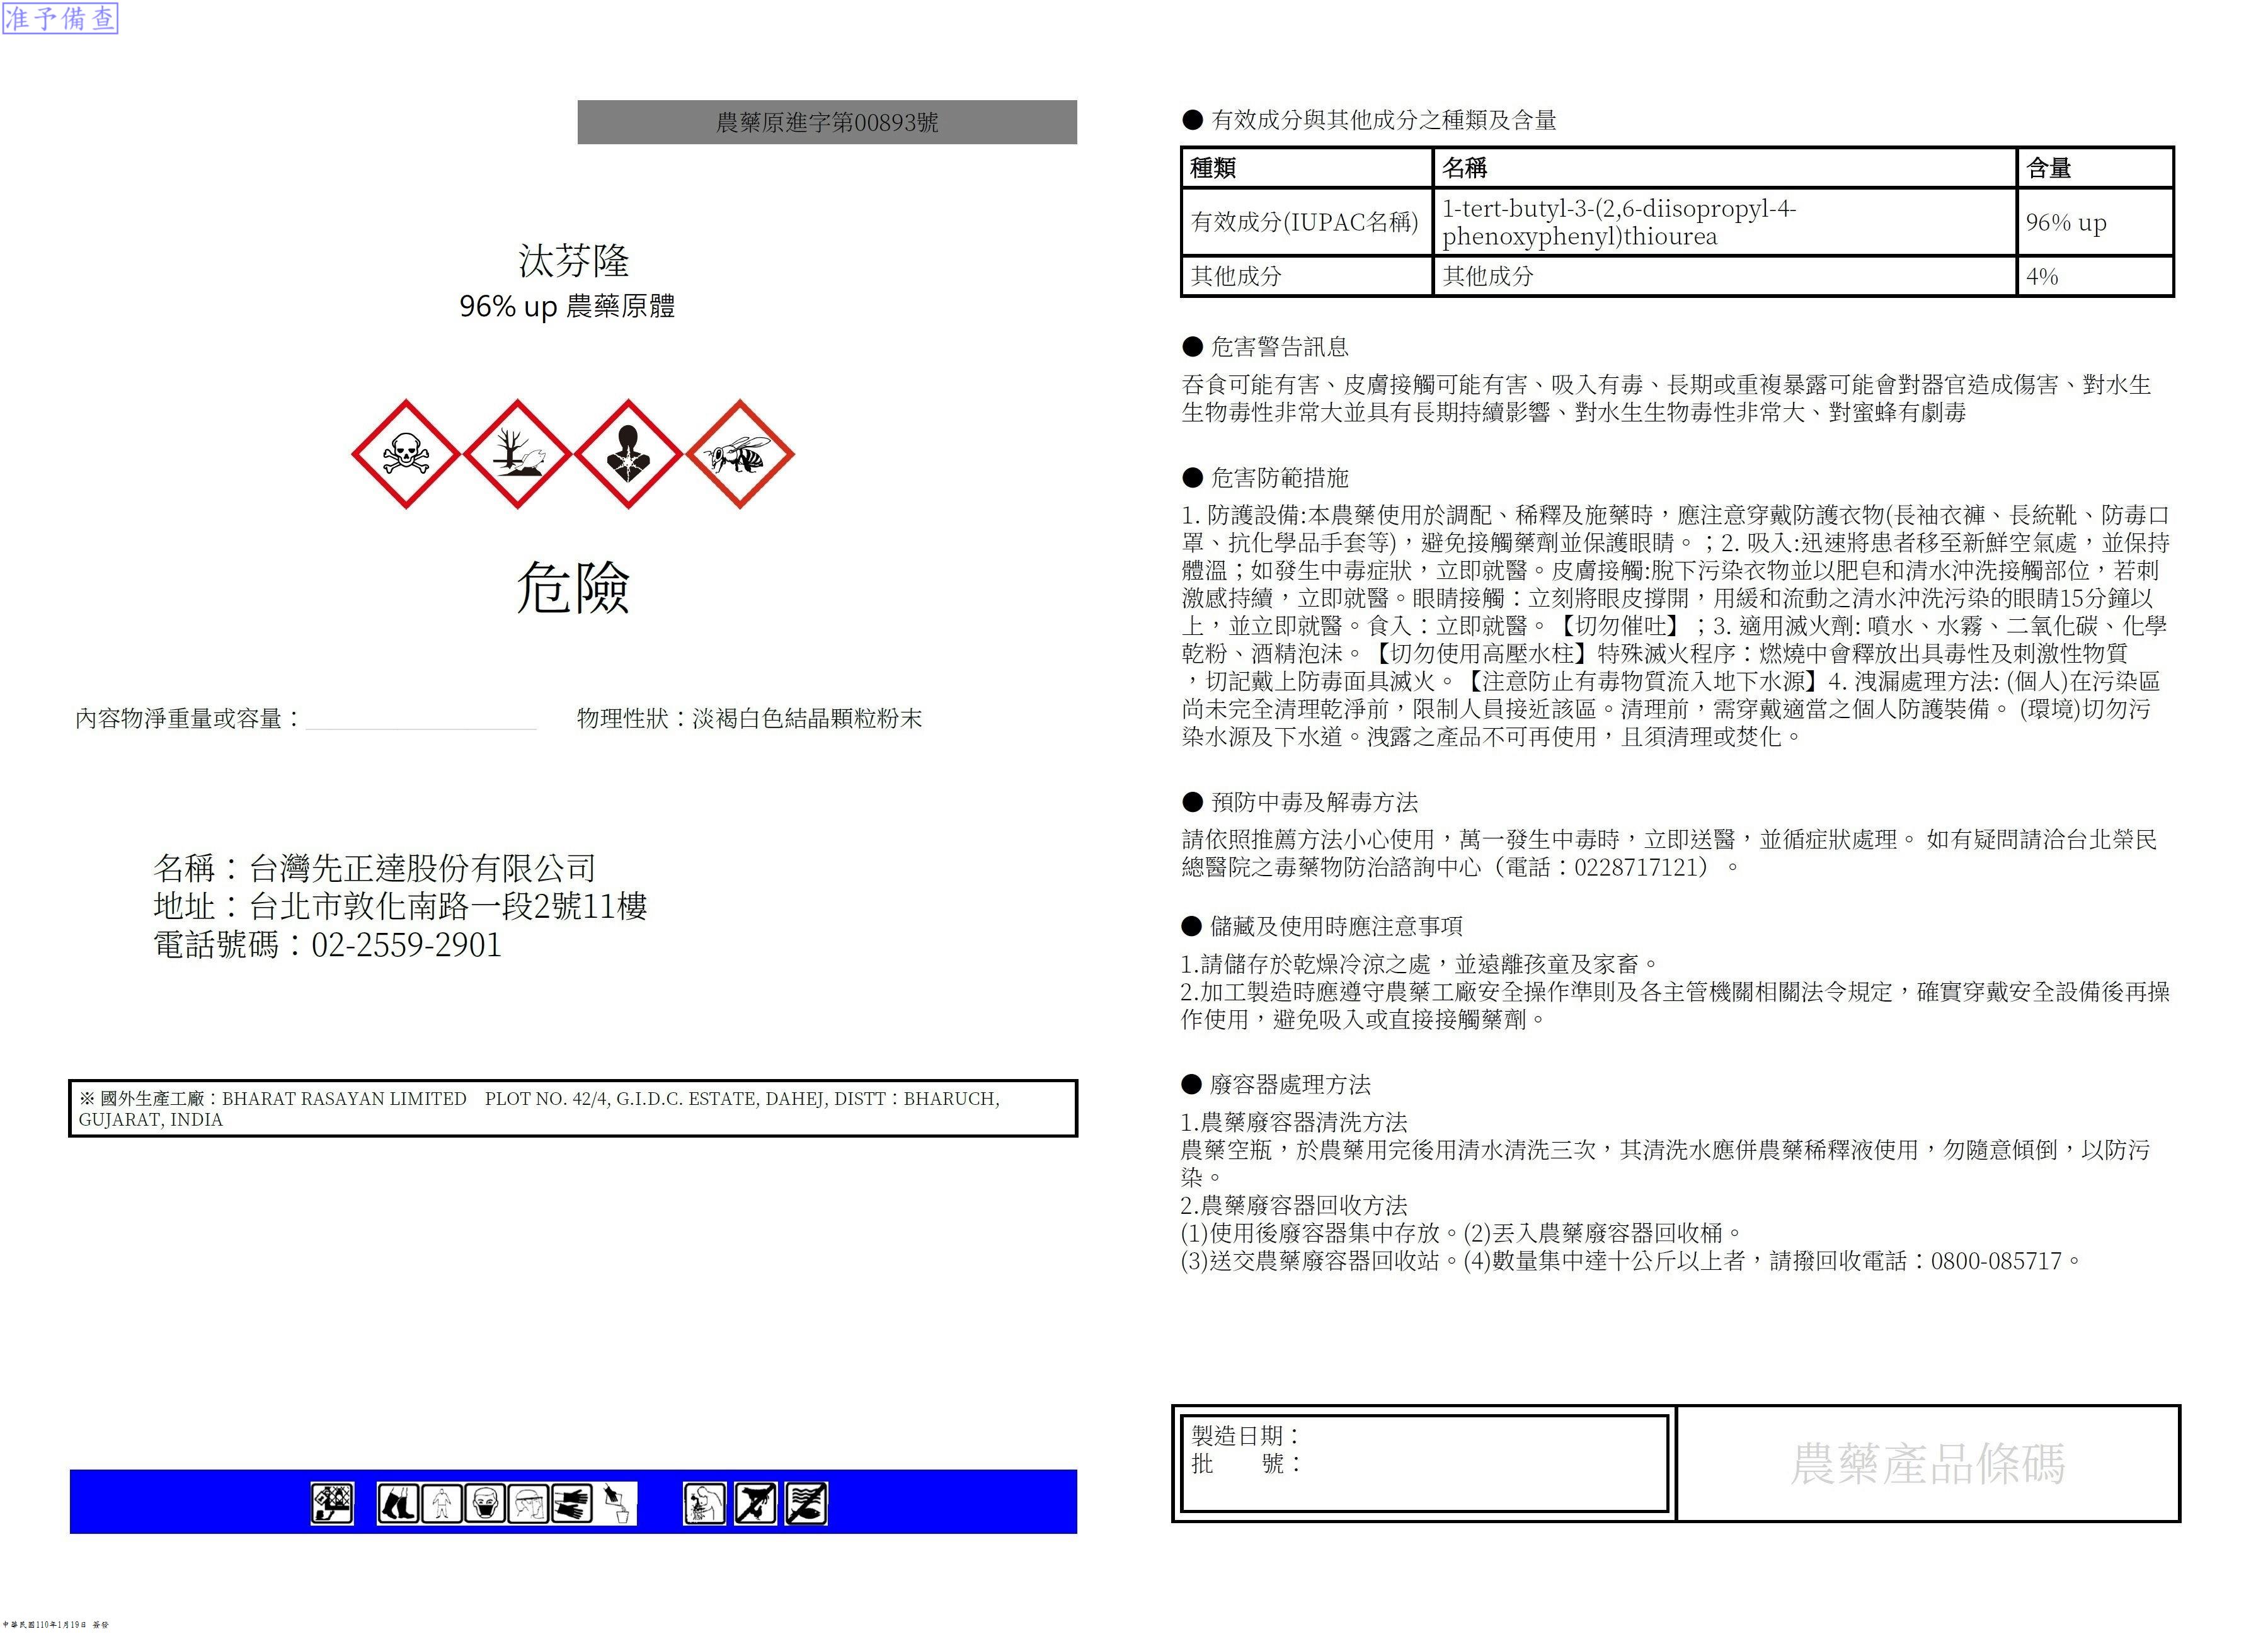 准予備查
農藥原進字第00893號
汰芬隆
96% up 農藥原體
危險
內容物淨重量或容量：
物理性狀：淡褐白色結晶顆粒粉末
名稱：台灣先正達股份有限公司
地址：台北市敦化南路一段2號11樓
電話號碼：02-2559-2901
※ 國外生產工廠：BHARAT RASAYAN LIMITED　PLOT NO. 42/4, G.I.D.C. ESTATE, DAHEJ, DISTT：BHARUCH,
GUJARAT, INDIA
● 有效成分與其他成分之種類及含量
種類 名稱 含量
有效成分(IUPAC名稱) 1-tert-butyl-3-(2,6-diisopropyl-4-
phenoxyphenyl)thiourea 96% up
其他成分 其他成分 4%
● 危害警告訊息
吞食可能有害、皮膚接觸可能有害、吸入有毒、長期或重複暴露可能會對器官造成傷害、對水生
生物毒性非常大並具有長期持續影響、對水生生物毒性非常大、對蜜蜂有劇毒
● 危害防範措施
1. 防護設備:本農藥使用於調配、稀釋及施藥時，應注意穿戴防護衣物(長袖衣褲、長統靴、防毒口
罩、抗化學品手套等)，避免接觸藥劑並保護眼睛。；2. 吸入:迅速將患者移至新鮮空氣處，並保持
體溫；如發生中毒症狀，立即就醫。皮膚接觸:脫下污染衣物並以肥皂和清水沖洗接觸部位，若刺
激感持續，立即就醫。眼睛接觸：立刻將眼皮撐開，用緩和流動之清水沖洗污染的眼睛15分鐘以
上，並立即就醫。食入：立即就醫。【切勿催吐】；3. 適用滅火劑: 噴水、水霧、二氧化碳、化學
乾粉、酒精泡沫。【切勿使用高壓水柱】特殊滅火程序：燃燒中會釋放出具毒性及刺激性物質
，切記戴上防毒面具滅火。【注意防止有毒物質流入地下水源】4. 洩漏處理方法: (個人)在污染區
尚未完全清理乾淨前，限制人員接近該區。清理前，需穿戴適當之個人防護裝備。 (環境)切勿污
染水源及下水道。洩露之產品不可再使用，且須清理或焚化。
● 預防中毒及解毒方法
請依照推薦方法小心使用，萬一發生中毒時，立即送醫，並循症狀處理。 如有疑問請洽台北榮民
總醫院之毒藥物防治諮詢中心（電話：0228717121）。
● 儲藏及使用時應注意事項
1.請儲存於乾燥冷涼之處，並遠離孩童及家畜。
2.加工製造時應遵守農藥工廠安全操作準則及各主管機關相關法令規定，確實穿戴安全設備後再操
作使用，避免吸入或直接接觸藥劑。
● 廢容器處理方法
1.農藥廢容器清洗方法
農藥空瓶，於農藥用完後用清水清洗三次，其清洗水應併農藥稀釋液使用，勿隨意傾倒，以防污
染。
2.農藥廢容器回收方法
(1)使用後廢容器集中存放。(2)丟入農藥廢容器回收桶。
(3)送交農藥廢容器回收站。(4)數量集中達十公斤以上者，請撥回收電話：0800-085717。
製造日期：
批　　號：
農藥產品條碼
中華民國110年1月19日 簽發